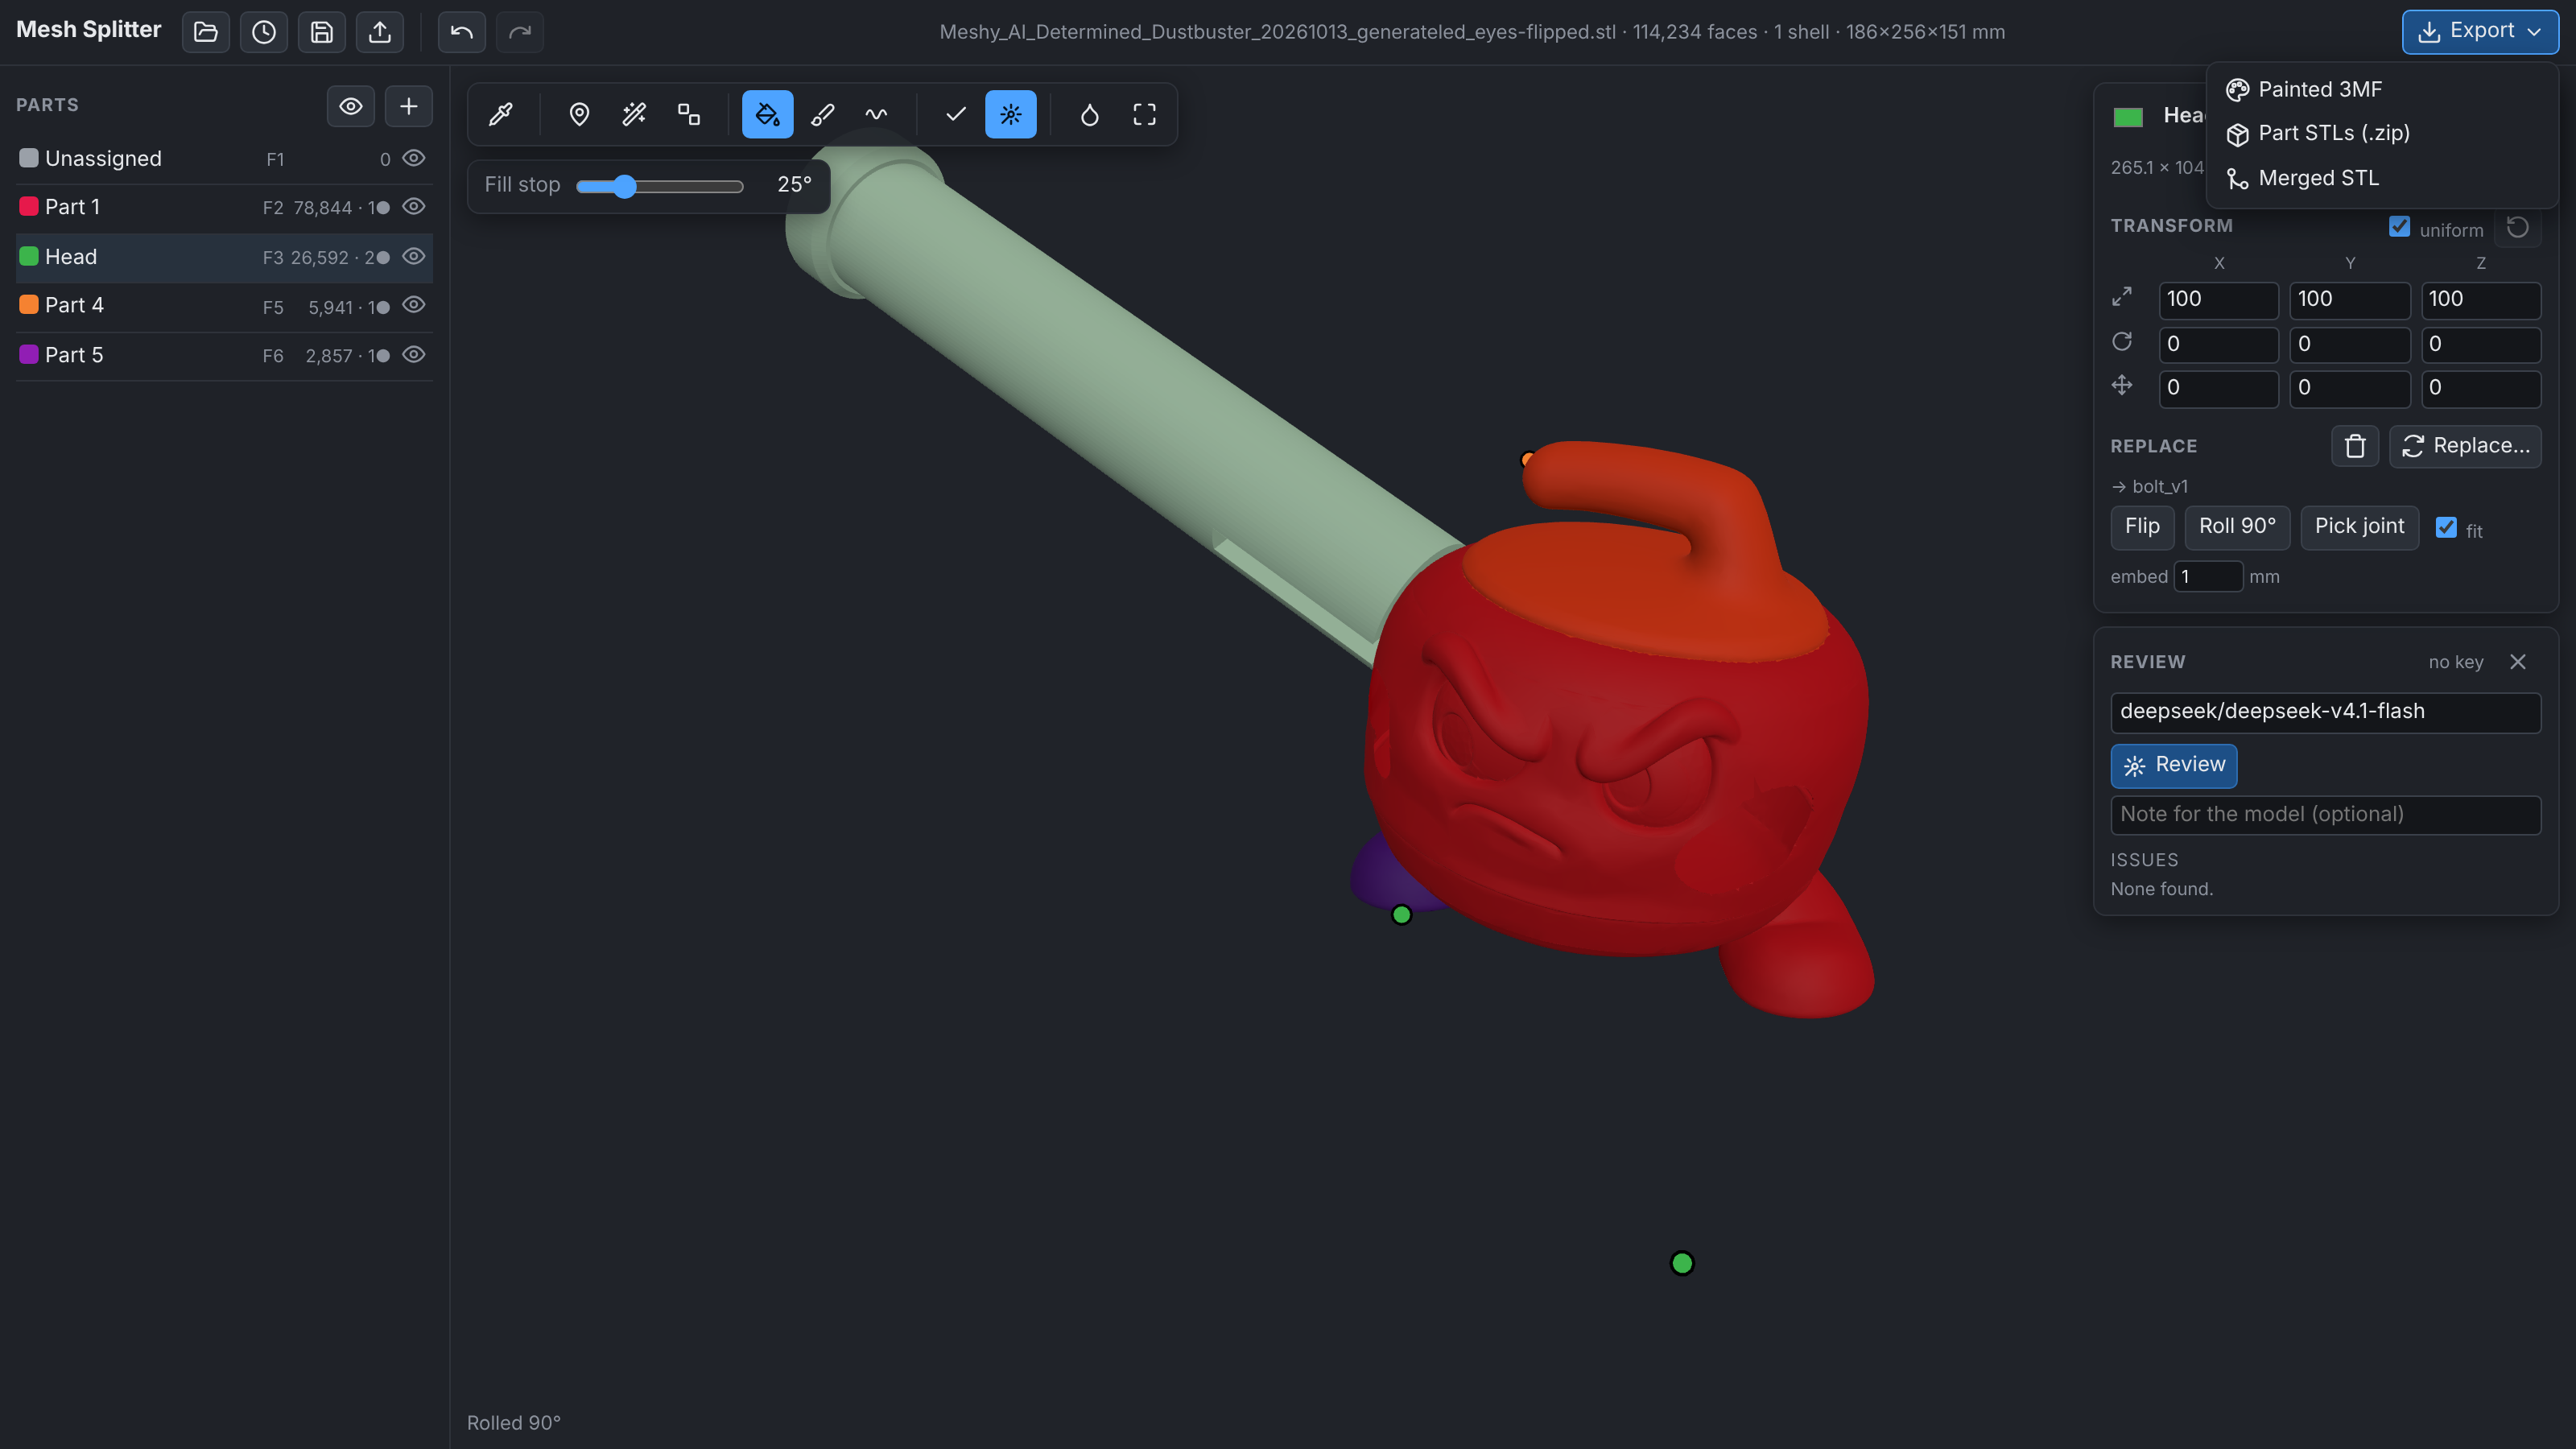 Mesh Splitter
Meshy_AI_Determined_Dustbuster_20261013_generateled_eyes-flipped.stl · 114,234 faces · 1 shell · 186×256×151 mm
Export
Painted 3MF
Part STLs (.zip)
Merged STL
PARTS
Unassigned F1 0
Part 1 F2 78,844 · 1
Head F3 26,592 · 2
Part 4 F5 5,941 · 1
Part 5 F6 2,857 · 1
Fill stop 25°
265.1 × 104
TRANSFORM uniform
X Y Z
100 100 100
0 0 0
0 0 0
REPLACE Replace...
→ bolt_v1
Flip Roll 90° Pick joint fit
embed 1 mm
REVIEW no key
deepseek/deepseek-v4.1-flash
Review
Note for the model (optional)
ISSUES
None found.
Rolled 90°